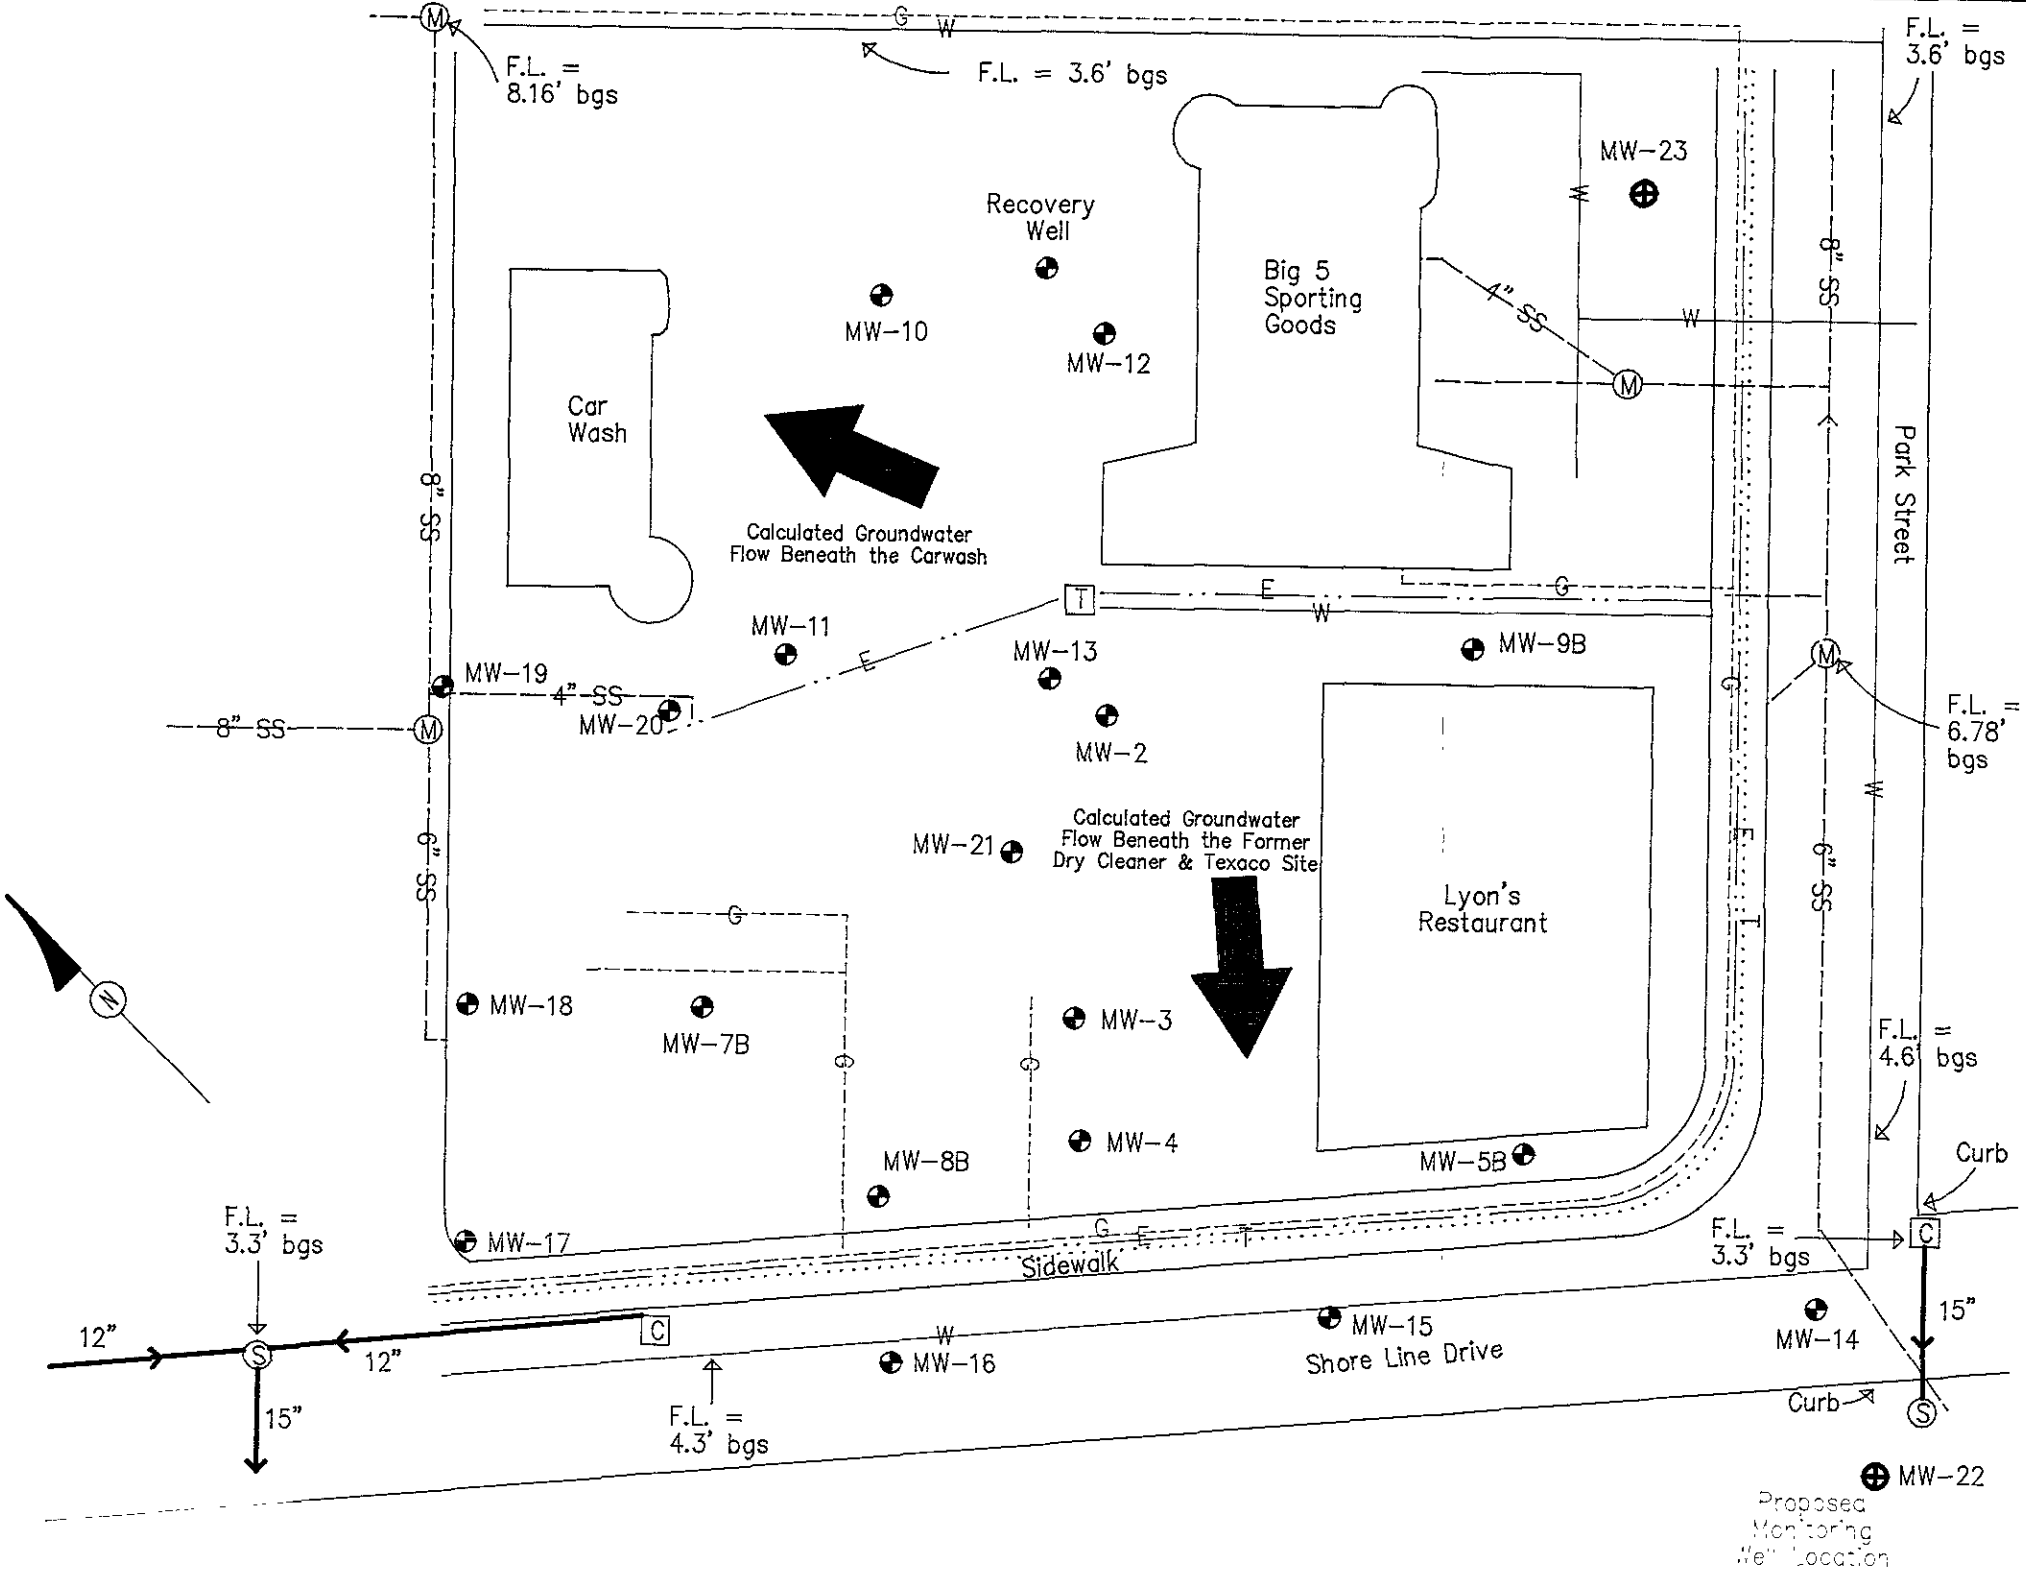 M
G
W
F.L. =
8.16' bgs
F.L. = 3.6' bgs
F.L. =
3.6' bgs
MW-23
W
Recovery
Well
Big 5
Sporting
Goods
8" SS
4" SS
W
MW-10
MW-12
M
Car
Wash
Park Street
8" SS
Calculated Groundwater
Flow Beneath the Carwash
T
E
G
W
MW-11
MW-13
MW-9B
M
E
MW-19
4" SS
MW-20
8" SS
M
MW-2
G
F.L. =
6.78'
bgs
W
Calculated Groundwater
Flow Beneath the Former
Dry Cleaner & Texaco Site
MW-21
E
6" SS
6" SS
Lyon's
Restaurant
G
T
N
MW-18
MW-7B
MW-3
G
G
F.L. =
4.6' bgs
MW-4
MW-8B
MW-5B
Curb
F.L. =
3.3' bgs
MW-17
G
E
T
Sidewalk
F.L. =
3.3' bgs
C
12"
S
12"
C
W
MW-16
MW-15
Shore Line Drive
MW-14
15"
15"
F.L. =
4.3' bgs
Curb
S
MW-22
Proposed
Monitoring
Well Location